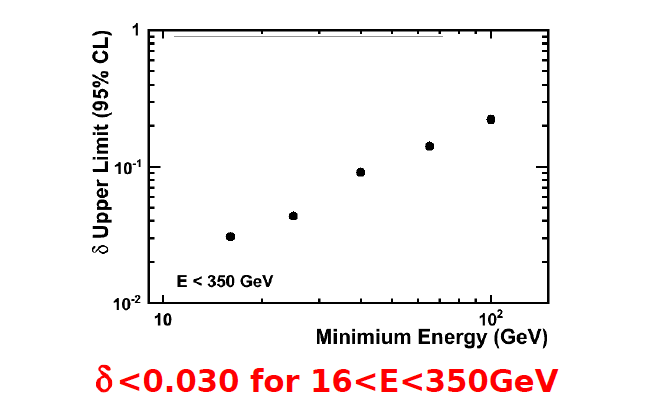 1
10⁻¹
10⁻²
δ Upper Limit (95% CL)
E < 350 GeV
10
10²
Minimium Energy (GeV)
δ<0.030 for 16<E<350GeV